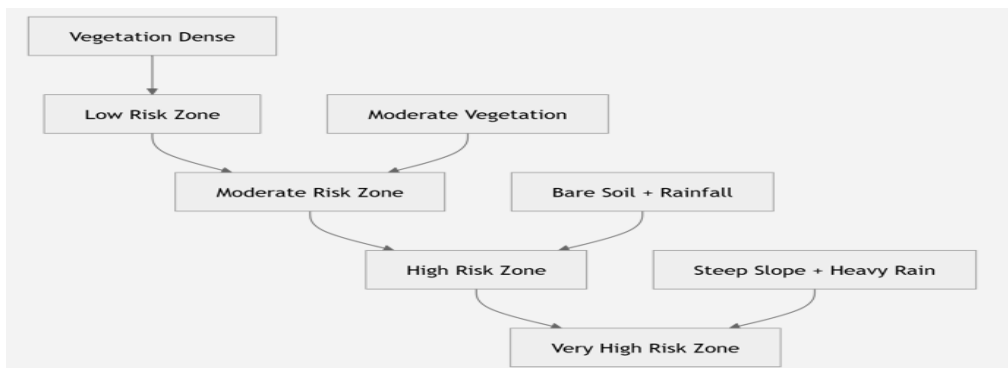 Vegetation Dense
Low Risk Zone
Moderate Vegetation
Moderate Risk Zone
Bare Soil + Rainfall
High Risk Zone
Steep Slope + Heavy Rain
Very High Risk Zone